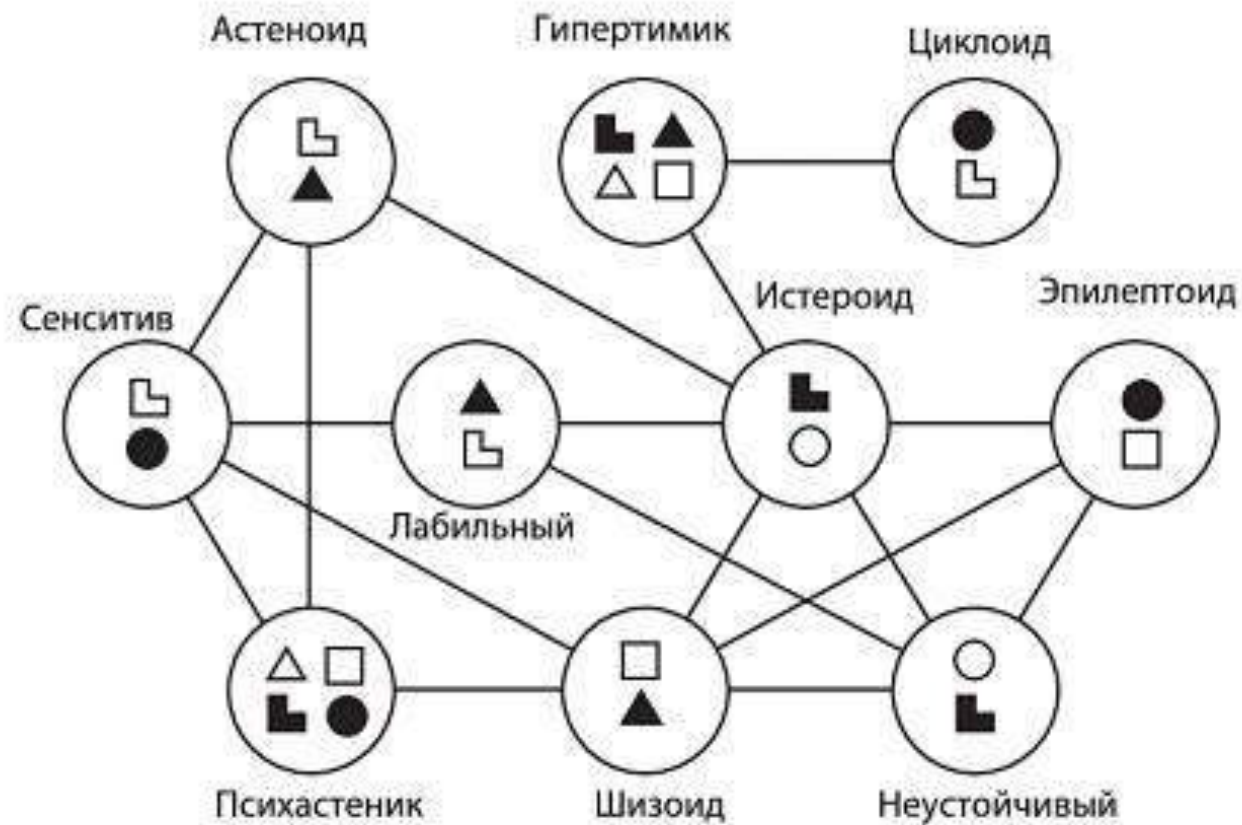 Астеноид
Гипертимик
Циклоид
Сенситив
Истероид
Эпилептоид
Лабильный
Психастеник
Шизоид
Неустойчивый